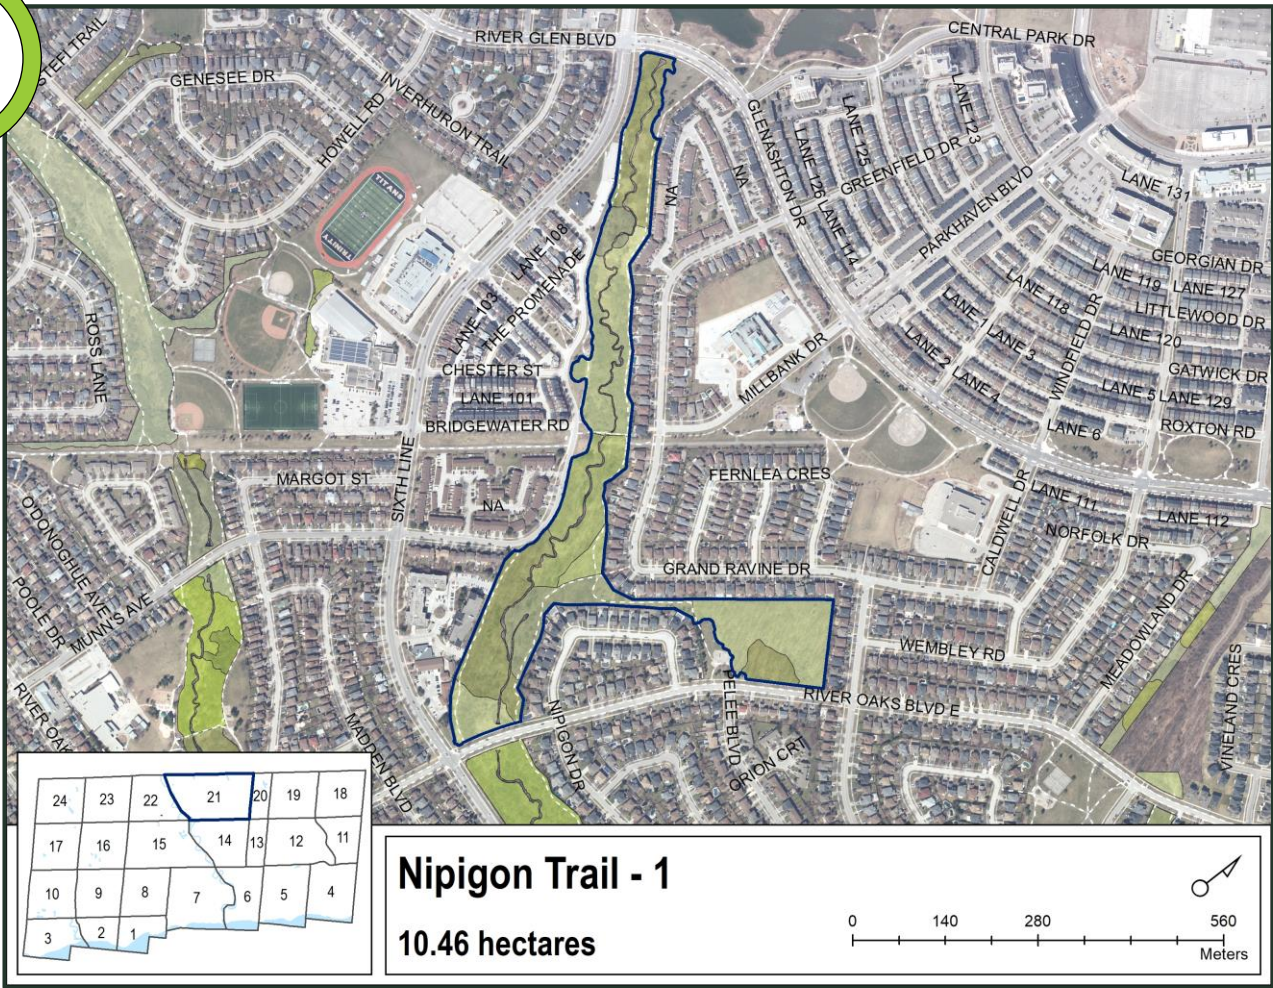 STEFI TRAIL
RIVER GLEN BLVD
CENTRAL PARK DR
GENESEE DR
INVERHURON TRAIL
HOWELL RD
GLENASHTON DR
LANE 123
LANE 125
LANE 126
GREENFIELD DR
NA
NA
LANE 131
PARKHAVEN BLVD
TITANS
TRINITY
LANE 114
LANE 108
THE PROMENADE
LANE 103
GEORGIAN DR
LANE 119
LANE 127
LANE 118
LITTLEWOOD DR
LANE 1
LANE 120
WINDFIELD DR
ROSS LANE
LANE 2
LANE 3
MILLBANK DR
CHESTER ST
LANE 4
GATWICK DR
LANE 5
LANE 129
LANE 101
BRIDGEWATER RD
LANE 6
ROXTON RD
SIXTH LINE
MARGOT ST
FERNLEA CRES
NA
CALDWELL DR
LANE 111
LANE 112
O'DONOGHUE AVE
NORFOLK DR
GRAND RAVINE DR
POOLE DR
MUNN'S AVE
WEMBLEY RD
MEADOWLAND DR
VINELAND CRES
RIVER OAK
MADDEN BLVD
NIPIGON DR
PELEE BLVD
RIVER OAKS BLVD E
ORION CRT
24 23 22 21 20 19 18
17 16 15 14 13 12 11
10 9 8 7 6 5 4
3 2 1
Nipigon Trail - 1
10.46 hectares
0 140 280 560
Meters